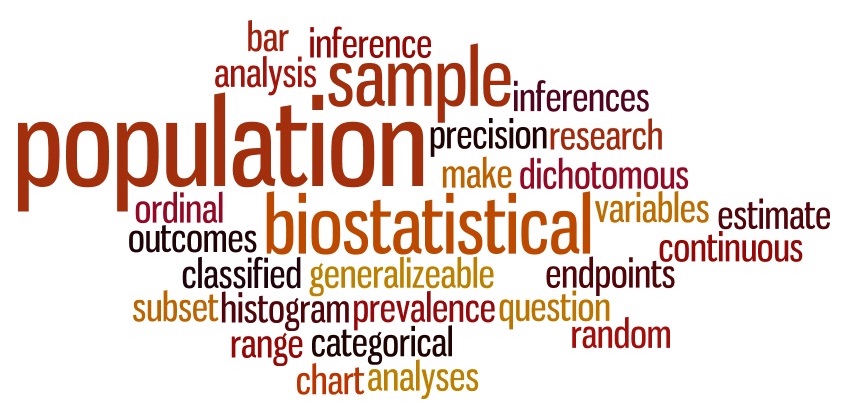 bar inference
analysis sample
inferences
population precision research
make dichotomous
ordinal biostatistical variables estimate
outcomes continuous
classified generalizeable endpoints
subset histogram prevalence question
range categorical random
chart analyses